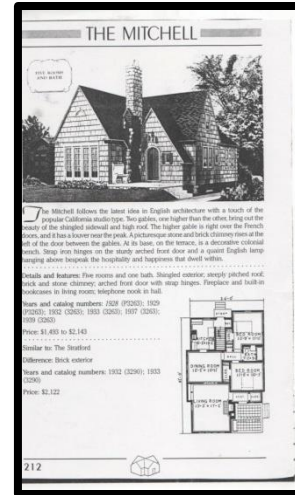 THE MITCHELL
FIVE ROOMS
AND BATH
The Mitchell follows the latest idea in English architecture with a touch of the
popular California studio type. Two gables, one higher than the other, bring out the
beauty of the shingled sidewall and high roof. The higher gable is right over the French
doors, and it has a louver near the peak. A picturesque stone and brick chimney rises at the
left of the door between the gables. At its base, on the terrace, is a decorative colonial
bench. Strap iron hinges on the sturdy arched front door and a quaint English lamp
hanging above bespeak the hospitality and happiness that dwell within.
Details and features: Five rooms and one bath. Shingled exterior; steeply pitched roof;
brick and stone chimney; arched front door with strap hinges. Fireplace and built-in
bookcases in living room; telephone nook in hall.
Years and catalog numbers: 1928 (P3263); 1929
(P3263); 1932 (3263); 1933 (3263); 1937 (3263);
1939 (3263)
Price: $1,493 to $2,143
Similar to: The Stratford
Difference: Brick exterior
Years and catalog numbers: 1932 (3290); 1933
(3290)
Price: $2,122
KITCHEN
BED ROOM
DINING ROOM
BED ROOM
LIVING ROOM
212